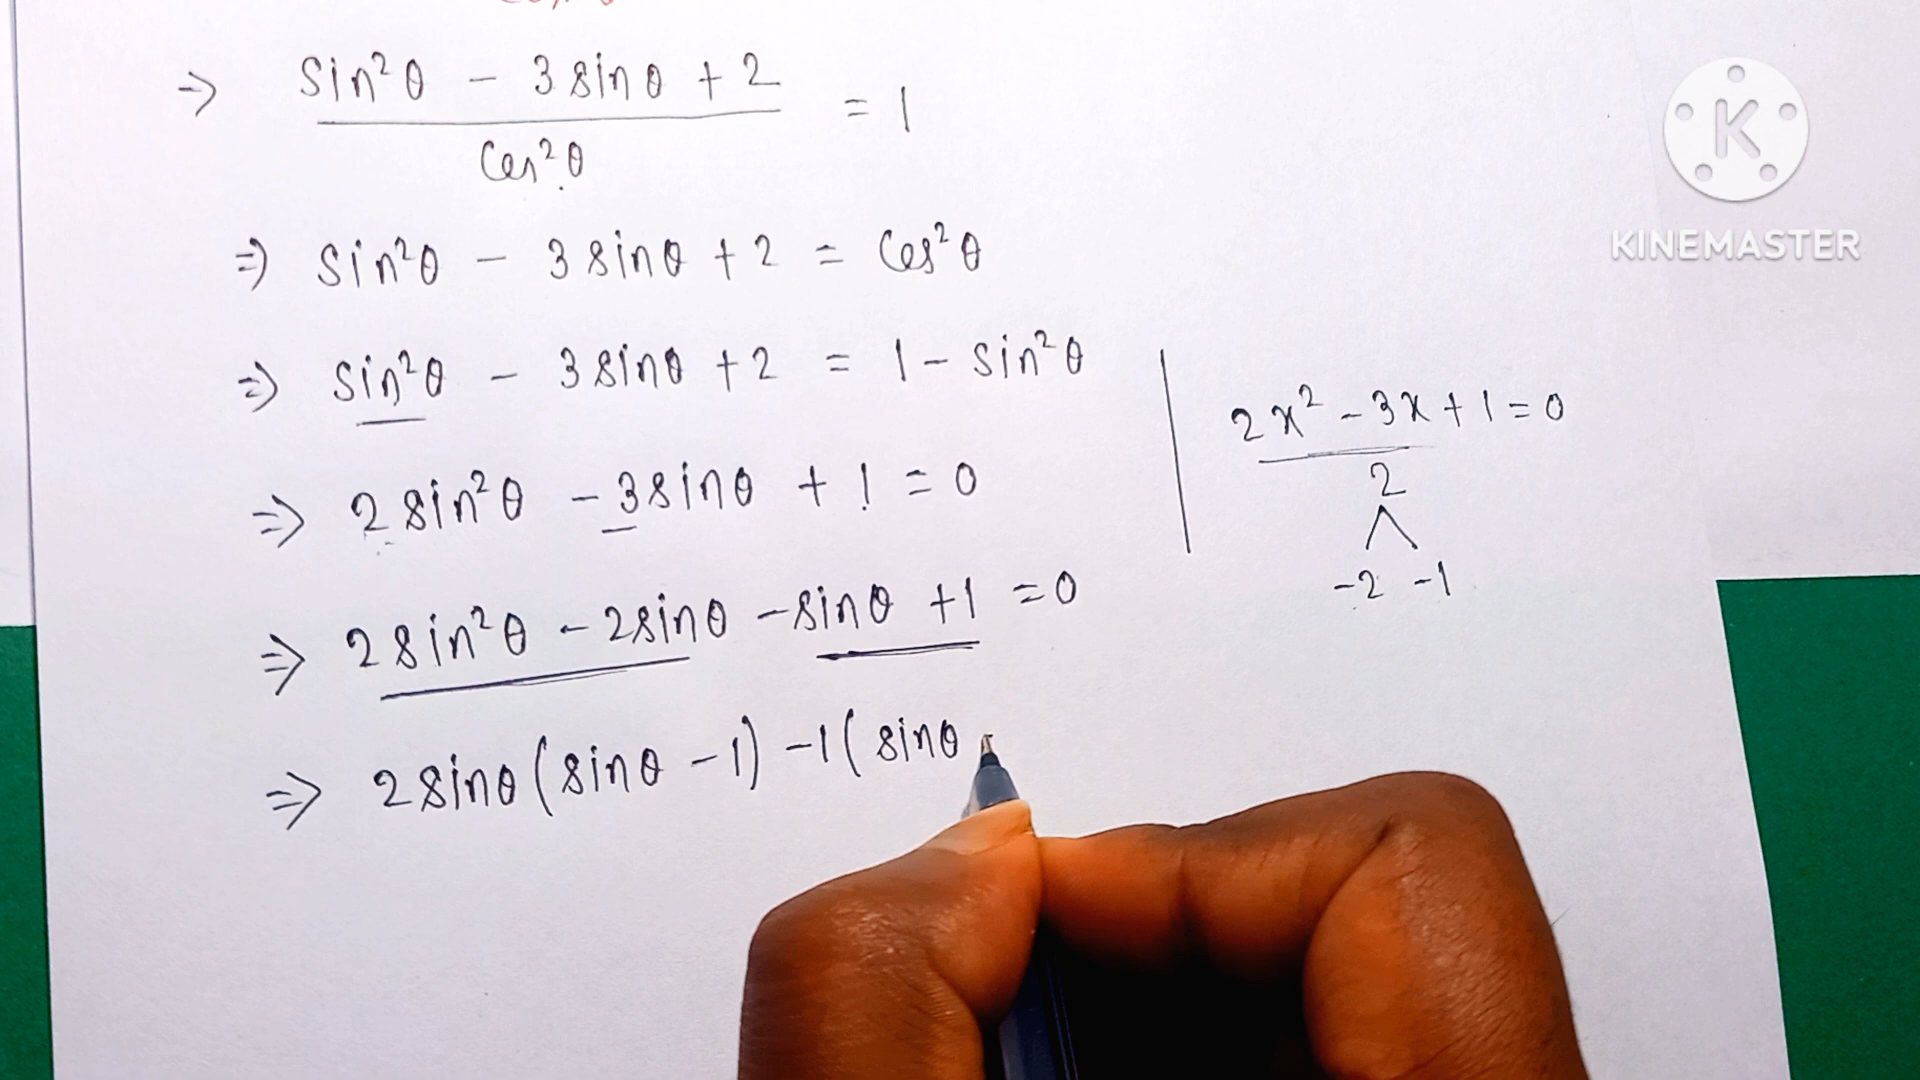 ⇒ sin²θ - 3 sinθ + 2 / cos²θ = 1
⇒ sin²θ - 3 sinθ + 2 = cos²θ
⇒ sin²θ - 3 sinθ + 2 = 1 - sin²θ
⇒ 2 sin²θ - 3 sinθ + 1 = 0
⇒ 2 sin²θ - 2 sinθ - sinθ + 1 = 0
⇒ 2 sinθ (sinθ - 1) - 1 (sinθ
2x² - 3x + 1 = 0
2
-2 -1
K
KINEMASTER